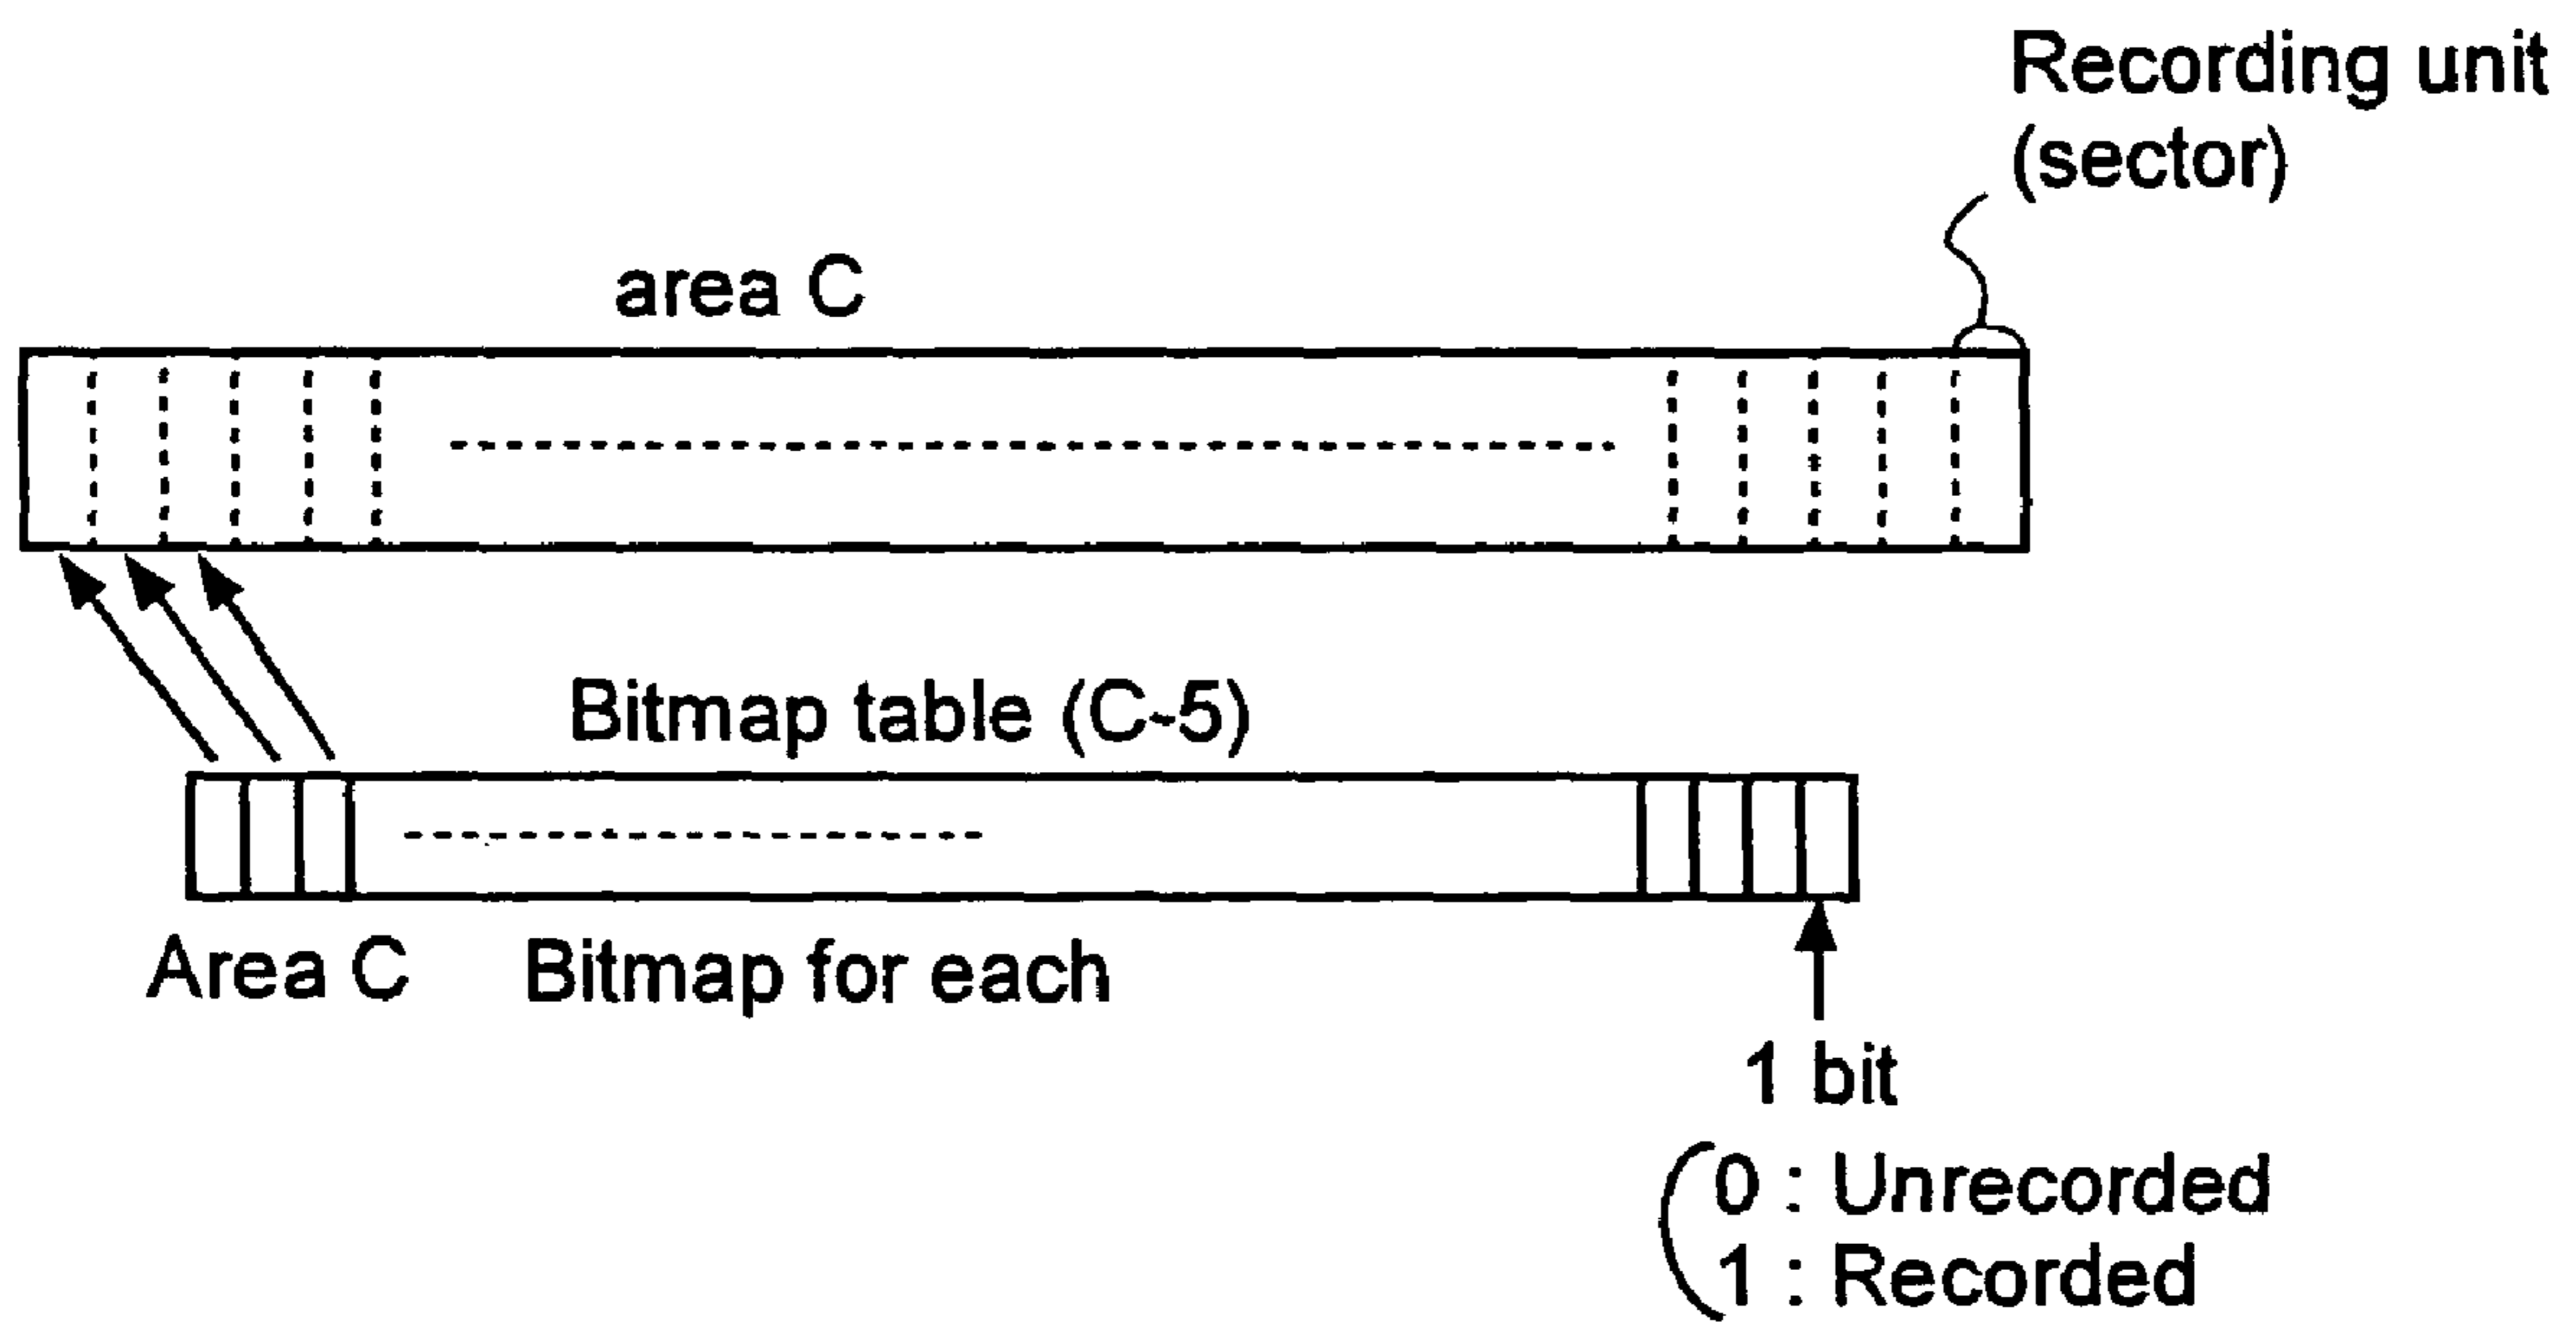 Recording unit
(sector)
area C
Bitmap table (C-5)
Area C Bitmap for each
1 bit
0 : Unrecorded
1 : Recorded